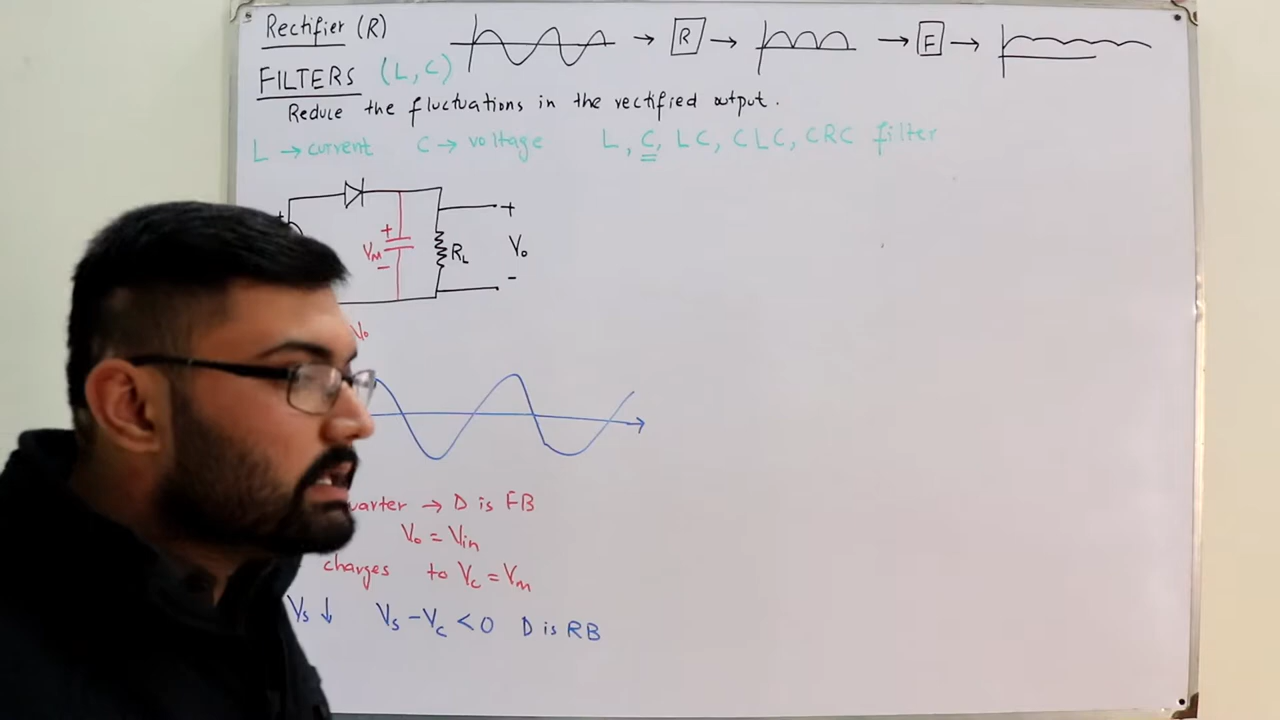 Rectifier (R)
R
F
FILTERS (L, C)
Reduce the fluctuations in the rectified output.
L → current C → voltage L, C, LC, CLC, CRC filter
+
+ VM −
RL
+ Vo −
Vo
→ D is FB
Vo = Vin
charges to Vc = Vm
Vs ↓ Vs − Vc < 0 D is RB